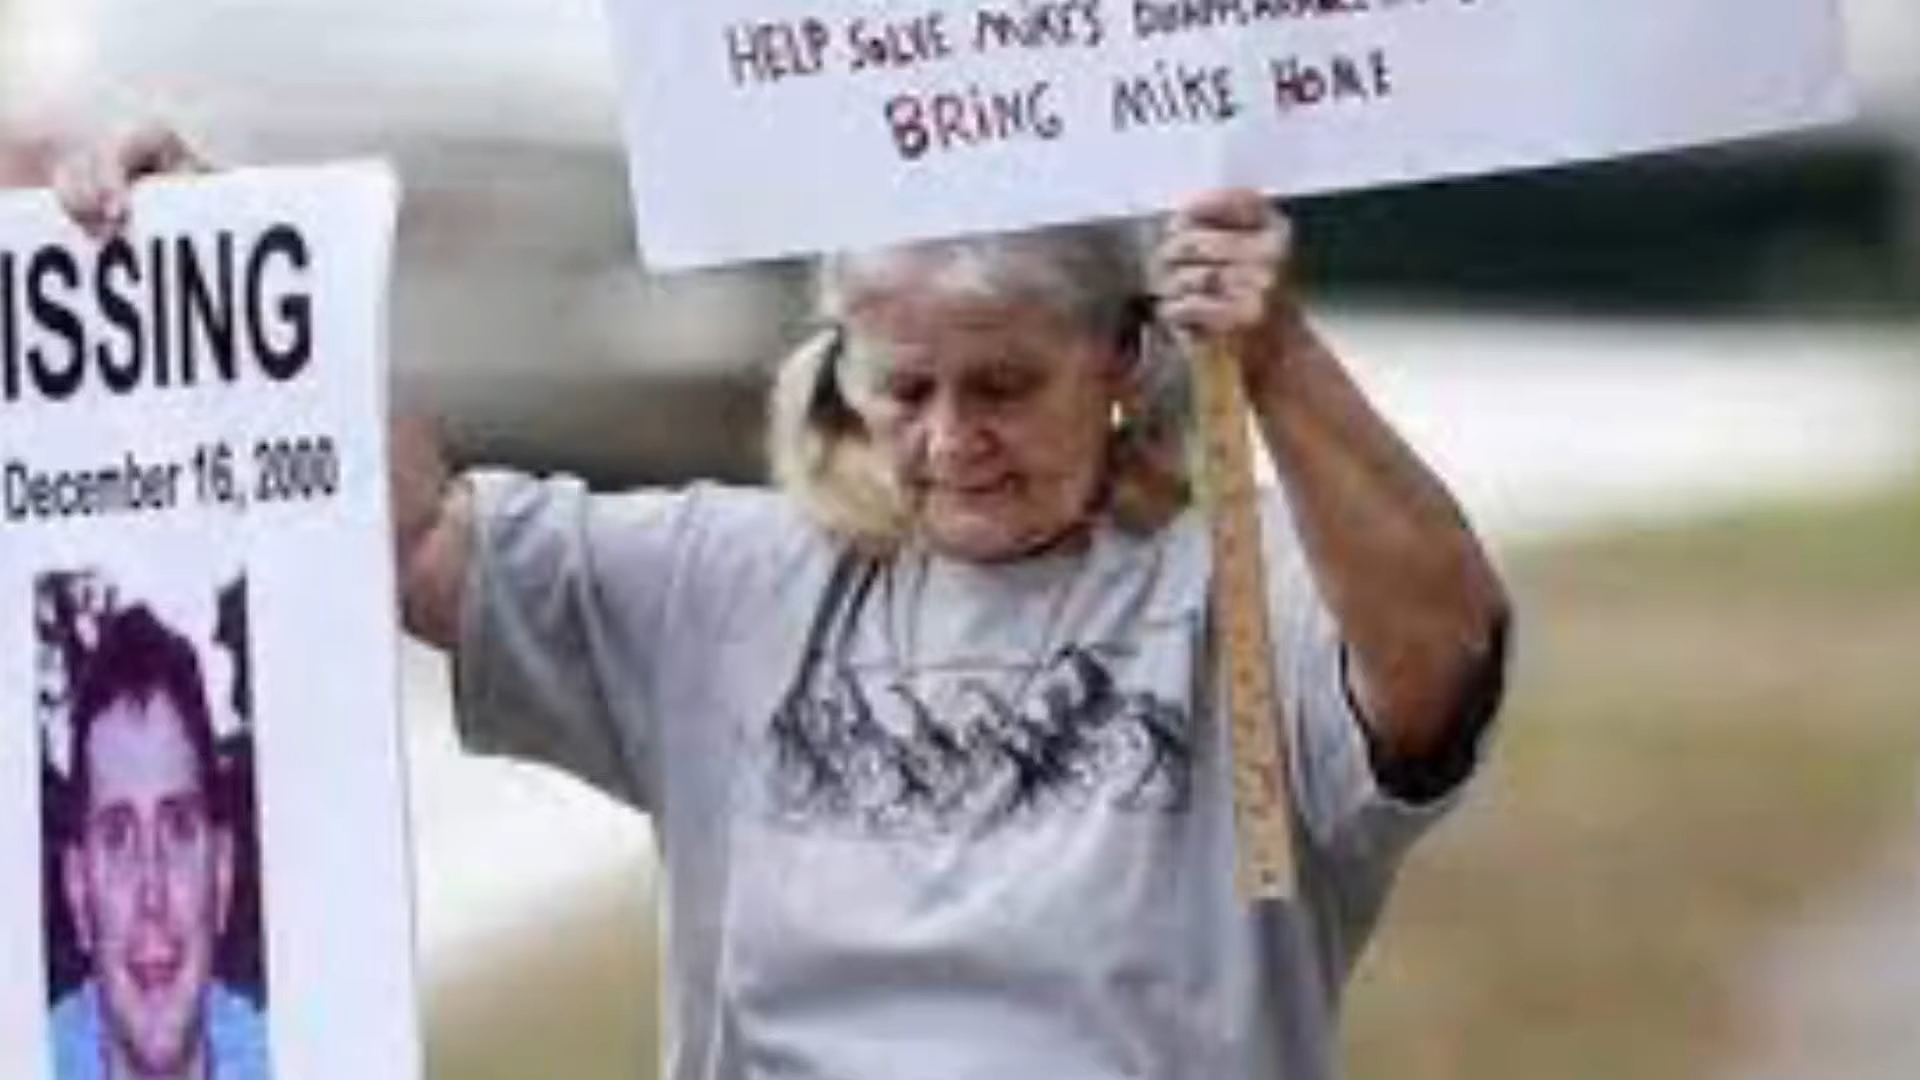 HELP SOLVE MIKE'S
BRING MIKE HOME
ISSING
December 16, 2000